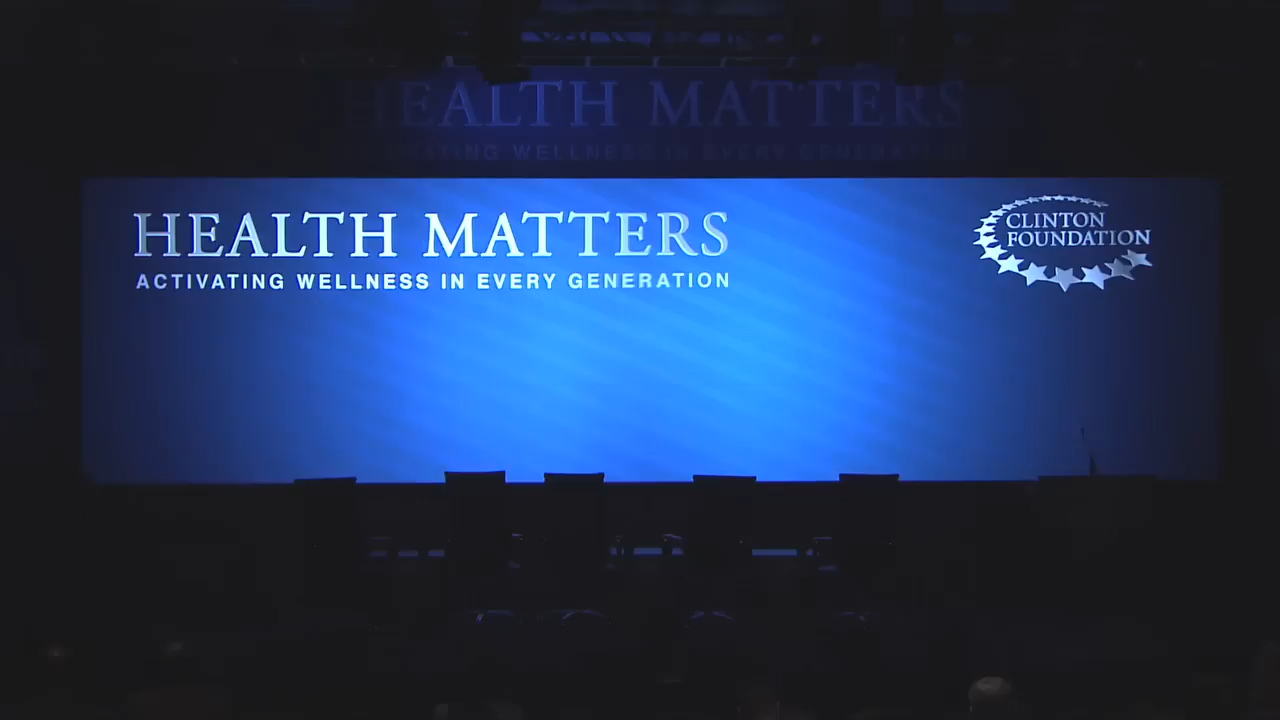 HEALTH MATTERS
HEALTH MATTERS
ACTIVATING WELLNESS IN EVERY GENERATION
CLINTON
FOUNDATION